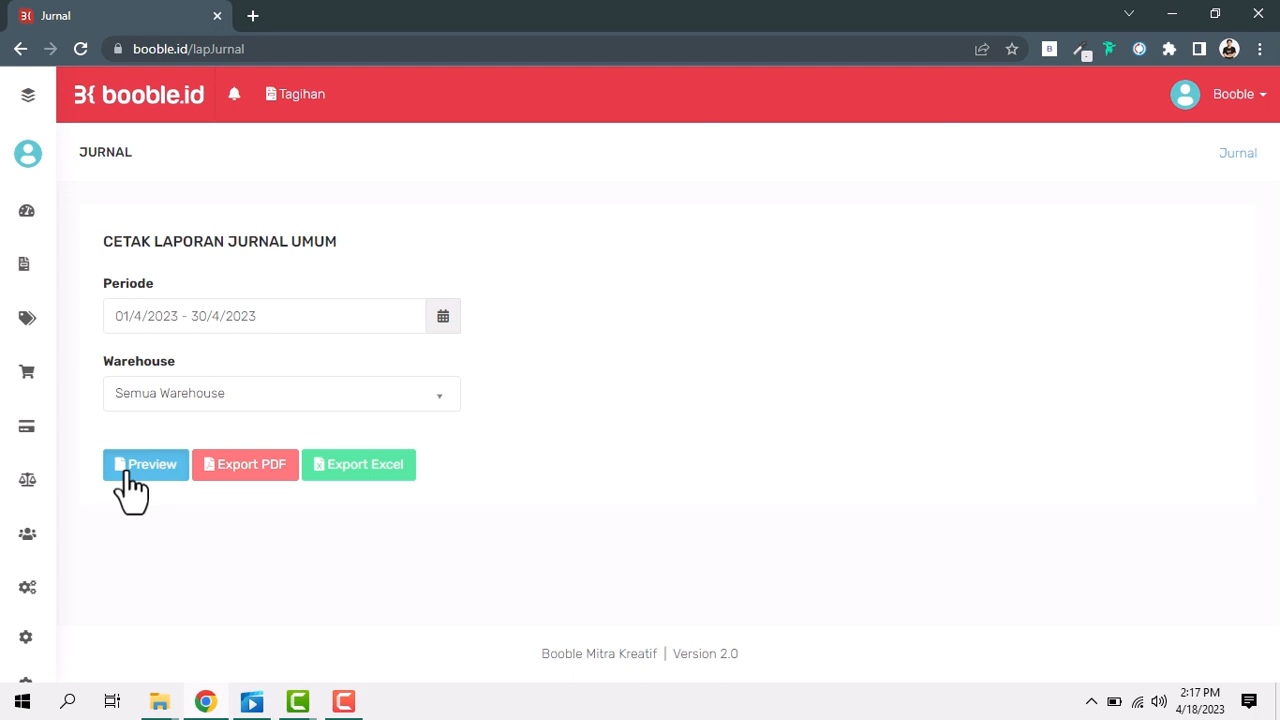 Jurnal
booble.id/lapJurnal
booble.id
Tagihan
Booble
JURNAL
Jurnal
CETAK LAPORAN JURNAL UMUM
Periode
01/4/2023 - 30/4/2023
Warehouse
Semua Warehouse
Preview
Export PDF
Export Excel
Booble Mitra Kreatif | Version 2.0
2:17 PM
4/18/2023